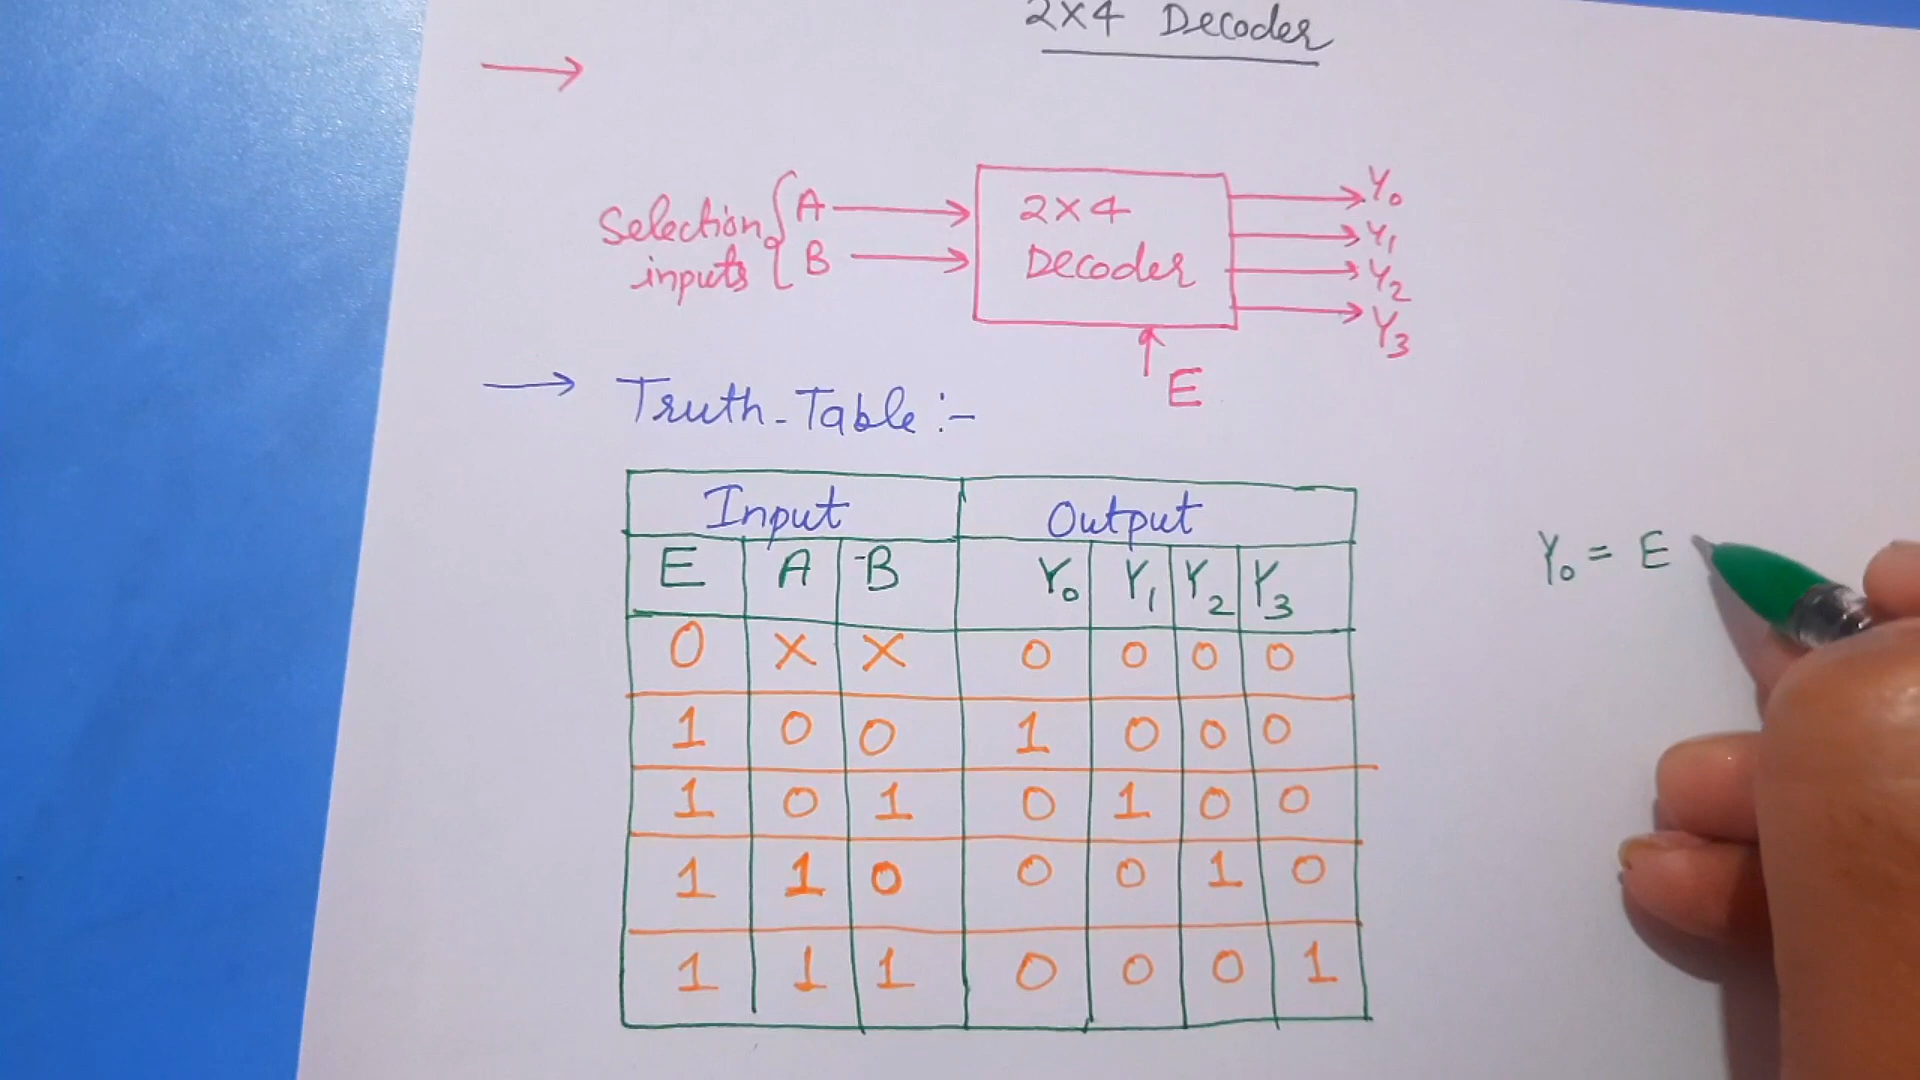 2X4 Decoder
Selection inputs { A B
2X4 Decoder
Y0
Y1
Y2
Y3
E
Truth-Table :-
Input Output
E A B Y0 Y1 Y2 Y3
0 X X 0 0 0 0
1 0 0 1 0 0 0
1 0 1 0 1 0 0
1 1 0 0 0 1 0
1 1 1 0 0 0 1
Y0 = E